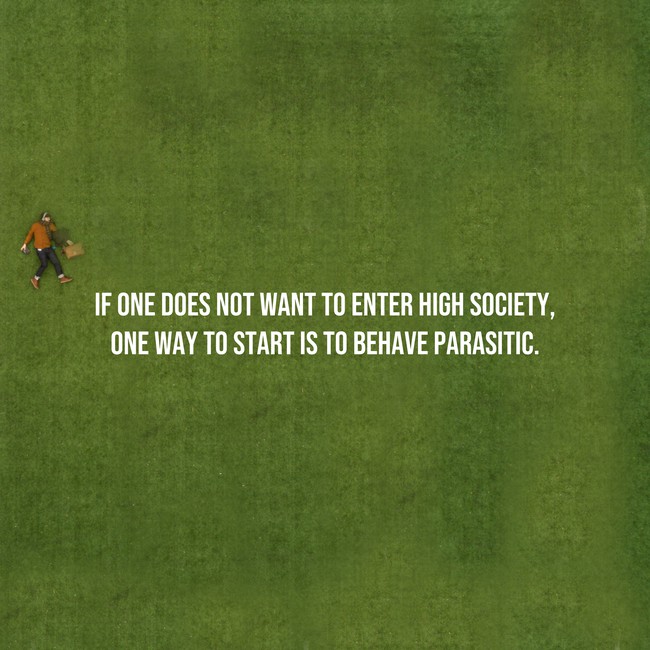 IF ONE DOES NOT WANT TO ENTER HIGH SOCIETY,
ONE WAY TO START IS TO BEHAVE PARASITIC.